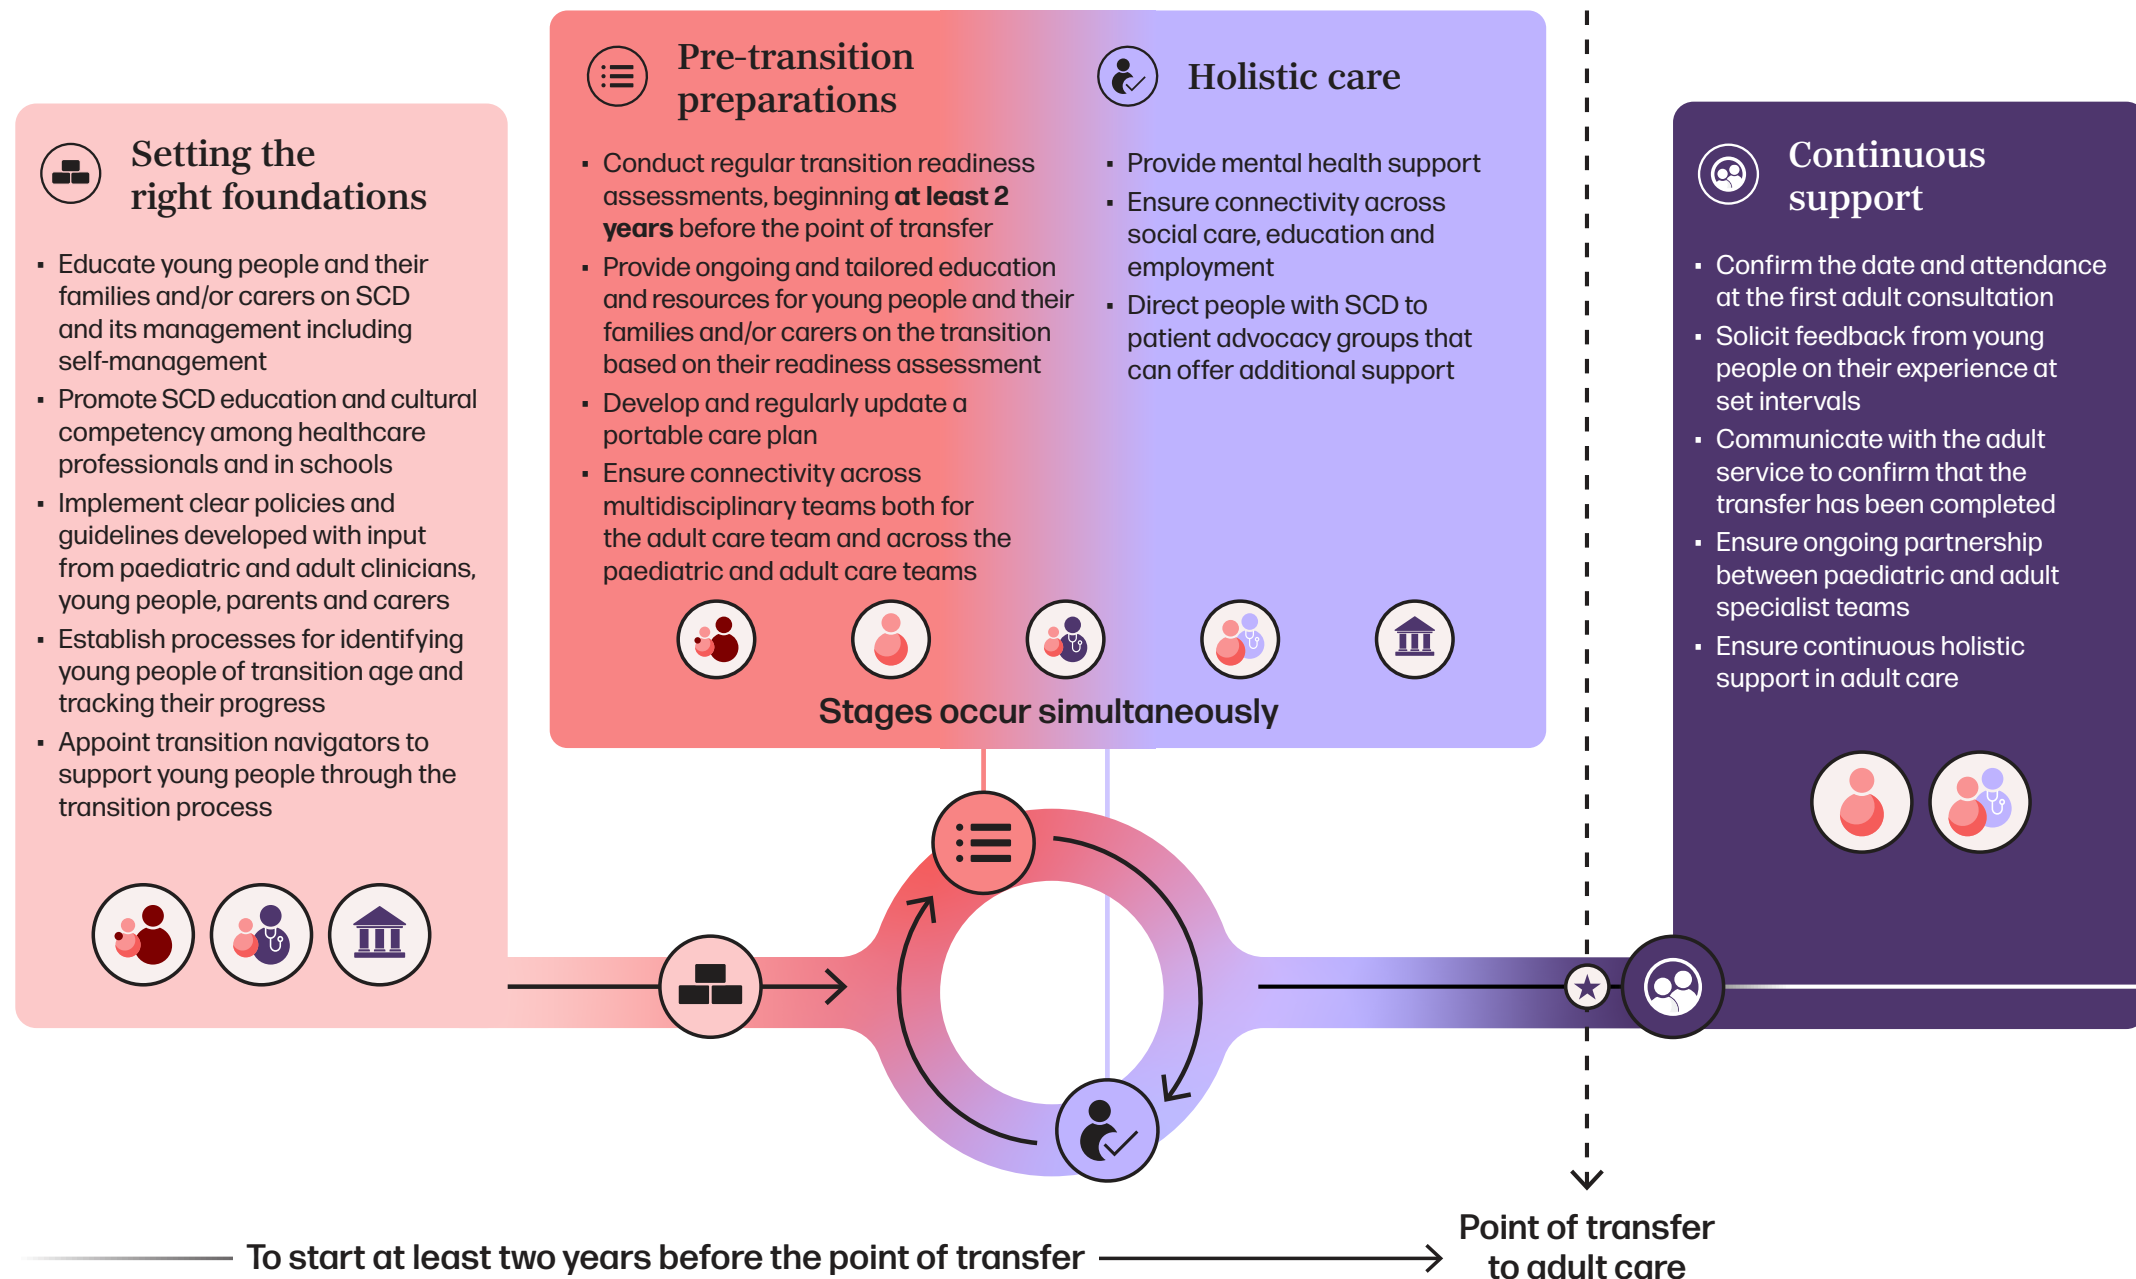 Setting the
right foundations
▪ Educate young people and their
families and/or carers on SCD
and its management including
self-management
▪ Promote SCD education and cultural
competency among healthcare
professionals and in schools
▪ Implement clear policies and
guidelines developed with input
from paediatric and adult clinicians,
young people, parents and carers
▪ Establish processes for identifying
young people of transition age and
tracking their progress
▪ Appoint transition navigators to
support young people through the
transition process
Pre-transition
preparations
▪ Conduct regular transition readiness
assessments, beginning at least 2
years before the point of transfer
▪ Provide ongoing and tailored education
and resources for young people and their
families and/or carers on the transition
based on their readiness assessment
▪ Develop and regularly update a
portable care plan
▪ Ensure connectivity across
multidisciplinary teams both for
the adult care team and across the
paediatric and adult care teams
Holistic care
▪ Provide mental health support
▪ Ensure connectivity across
social care, education and
employment
▪ Direct people with SCD to
patient advocacy groups that
can offer additional support
Stages occur simultaneously
Continuous
support
▪ Confirm the date and attendance
at the first adult consultation
▪ Solicit feedback from young
people on their experience at
set intervals
▪ Communicate with the adult
service to confirm that the
transfer has been completed
▪ Ensure ongoing partnership
between paediatric and adult
specialist teams
▪ Ensure continuous holistic
support in adult care
To start at least two years before the point of transfer
Point of transfer
to adult care